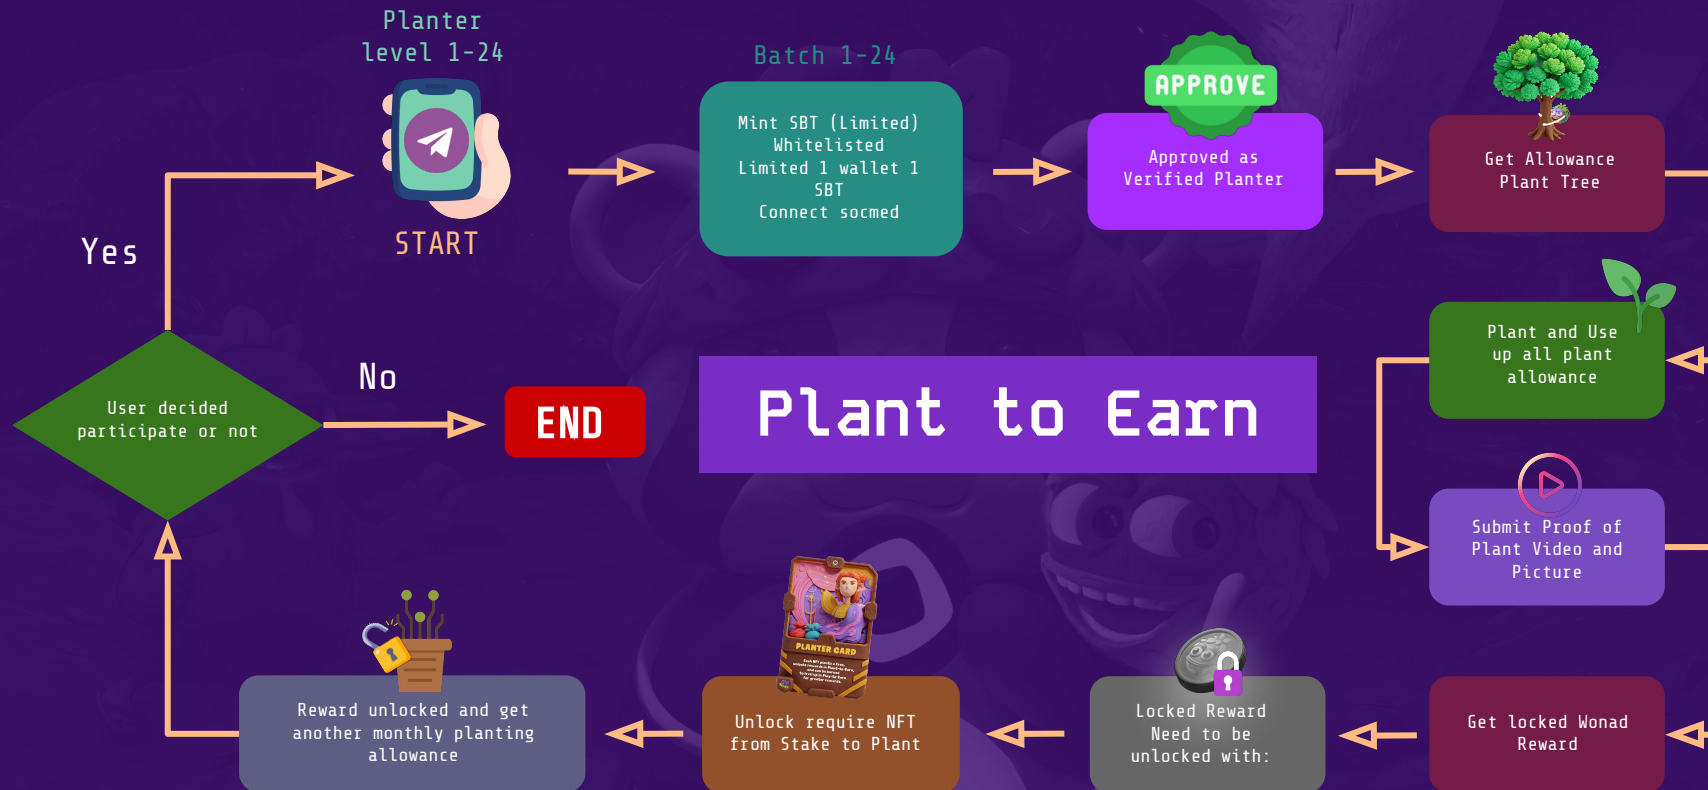 Planter
level 1-24
START
Batch 1-24
Mint SBT (Limited)
Whitelisted
Limited 1 wallet 1
SBT
Connect socmed
APPROVE
Approved as
Verified Planter
Get Allowance
Plant Tree
Yes
No
User decided
participate or not
END
Plant to Earn
Plant and Use
up all plant
allowance
Submit Proof of
Plant Video and
Picture
PLANTER CARD
Reward unlocked and get
another monthly planting
allowance
Unlock require NFT
from Stake to Plant
Locked Reward
Need to be
unlocked with:
Get locked Wonad
Reward